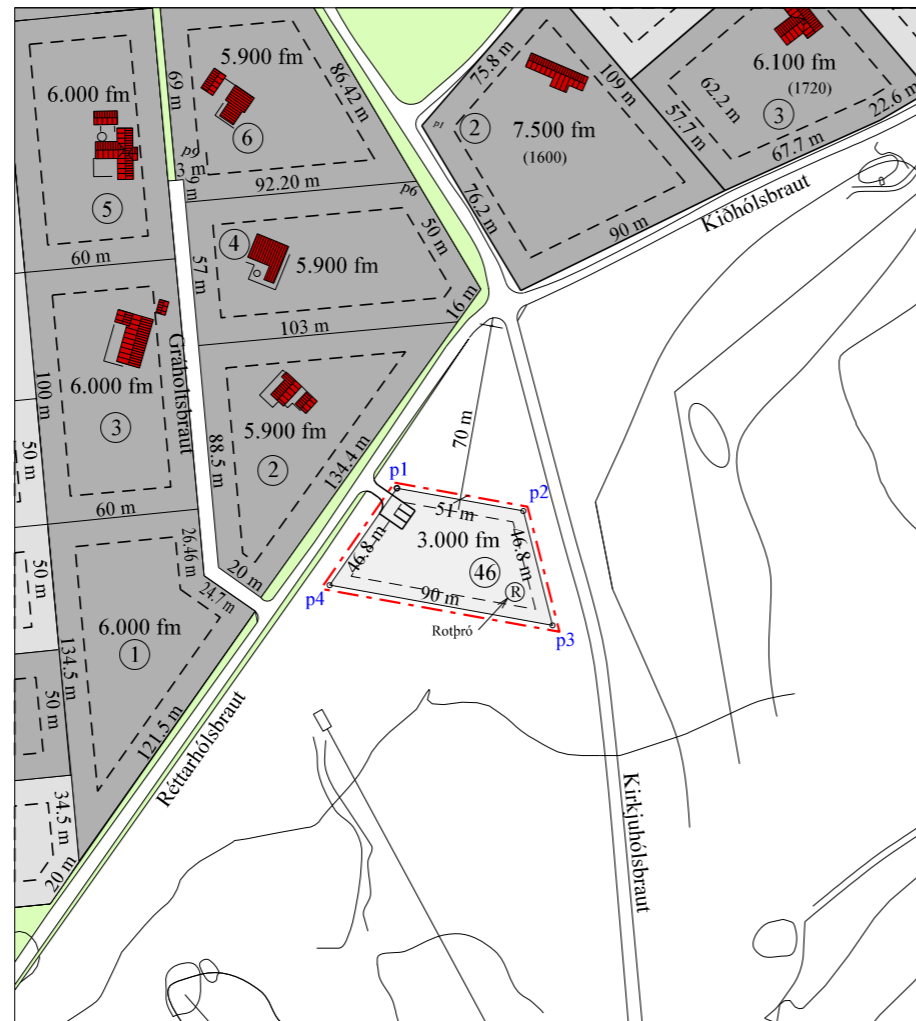 69 m
5.900 fm
86.42 m
6
6.000 fm
5
p9
3 m
9 m
92.20 m
p6
75.8 m
109 m
2
p1
7.500 fm
(1600)
76.2 m
90 m
57.7 m
62.2 m
6.100 fm
(1720)
3
22.6 m
67.7 m
Kiðhólsbraut
60 m
57 m
4
5.900 fm
50 m
16 m
103 m
100 m
6.000 fm
3
Gráholtsbraut
88.5 m
5.900 fm
2
134.4 m
50 m
60 m
26.46 m
24.7 m
20 m
70 m
p1
p2
51 m
46.8 m
3.000 fm
46
46.8 m
R
90 m
p4
p3
Rotþró
50 m
6.000 fm
1
134.5 m
50 m
121.5 m
Réttarhólsbraut
34.5 m
20 m
Kirkjuhólsbraut